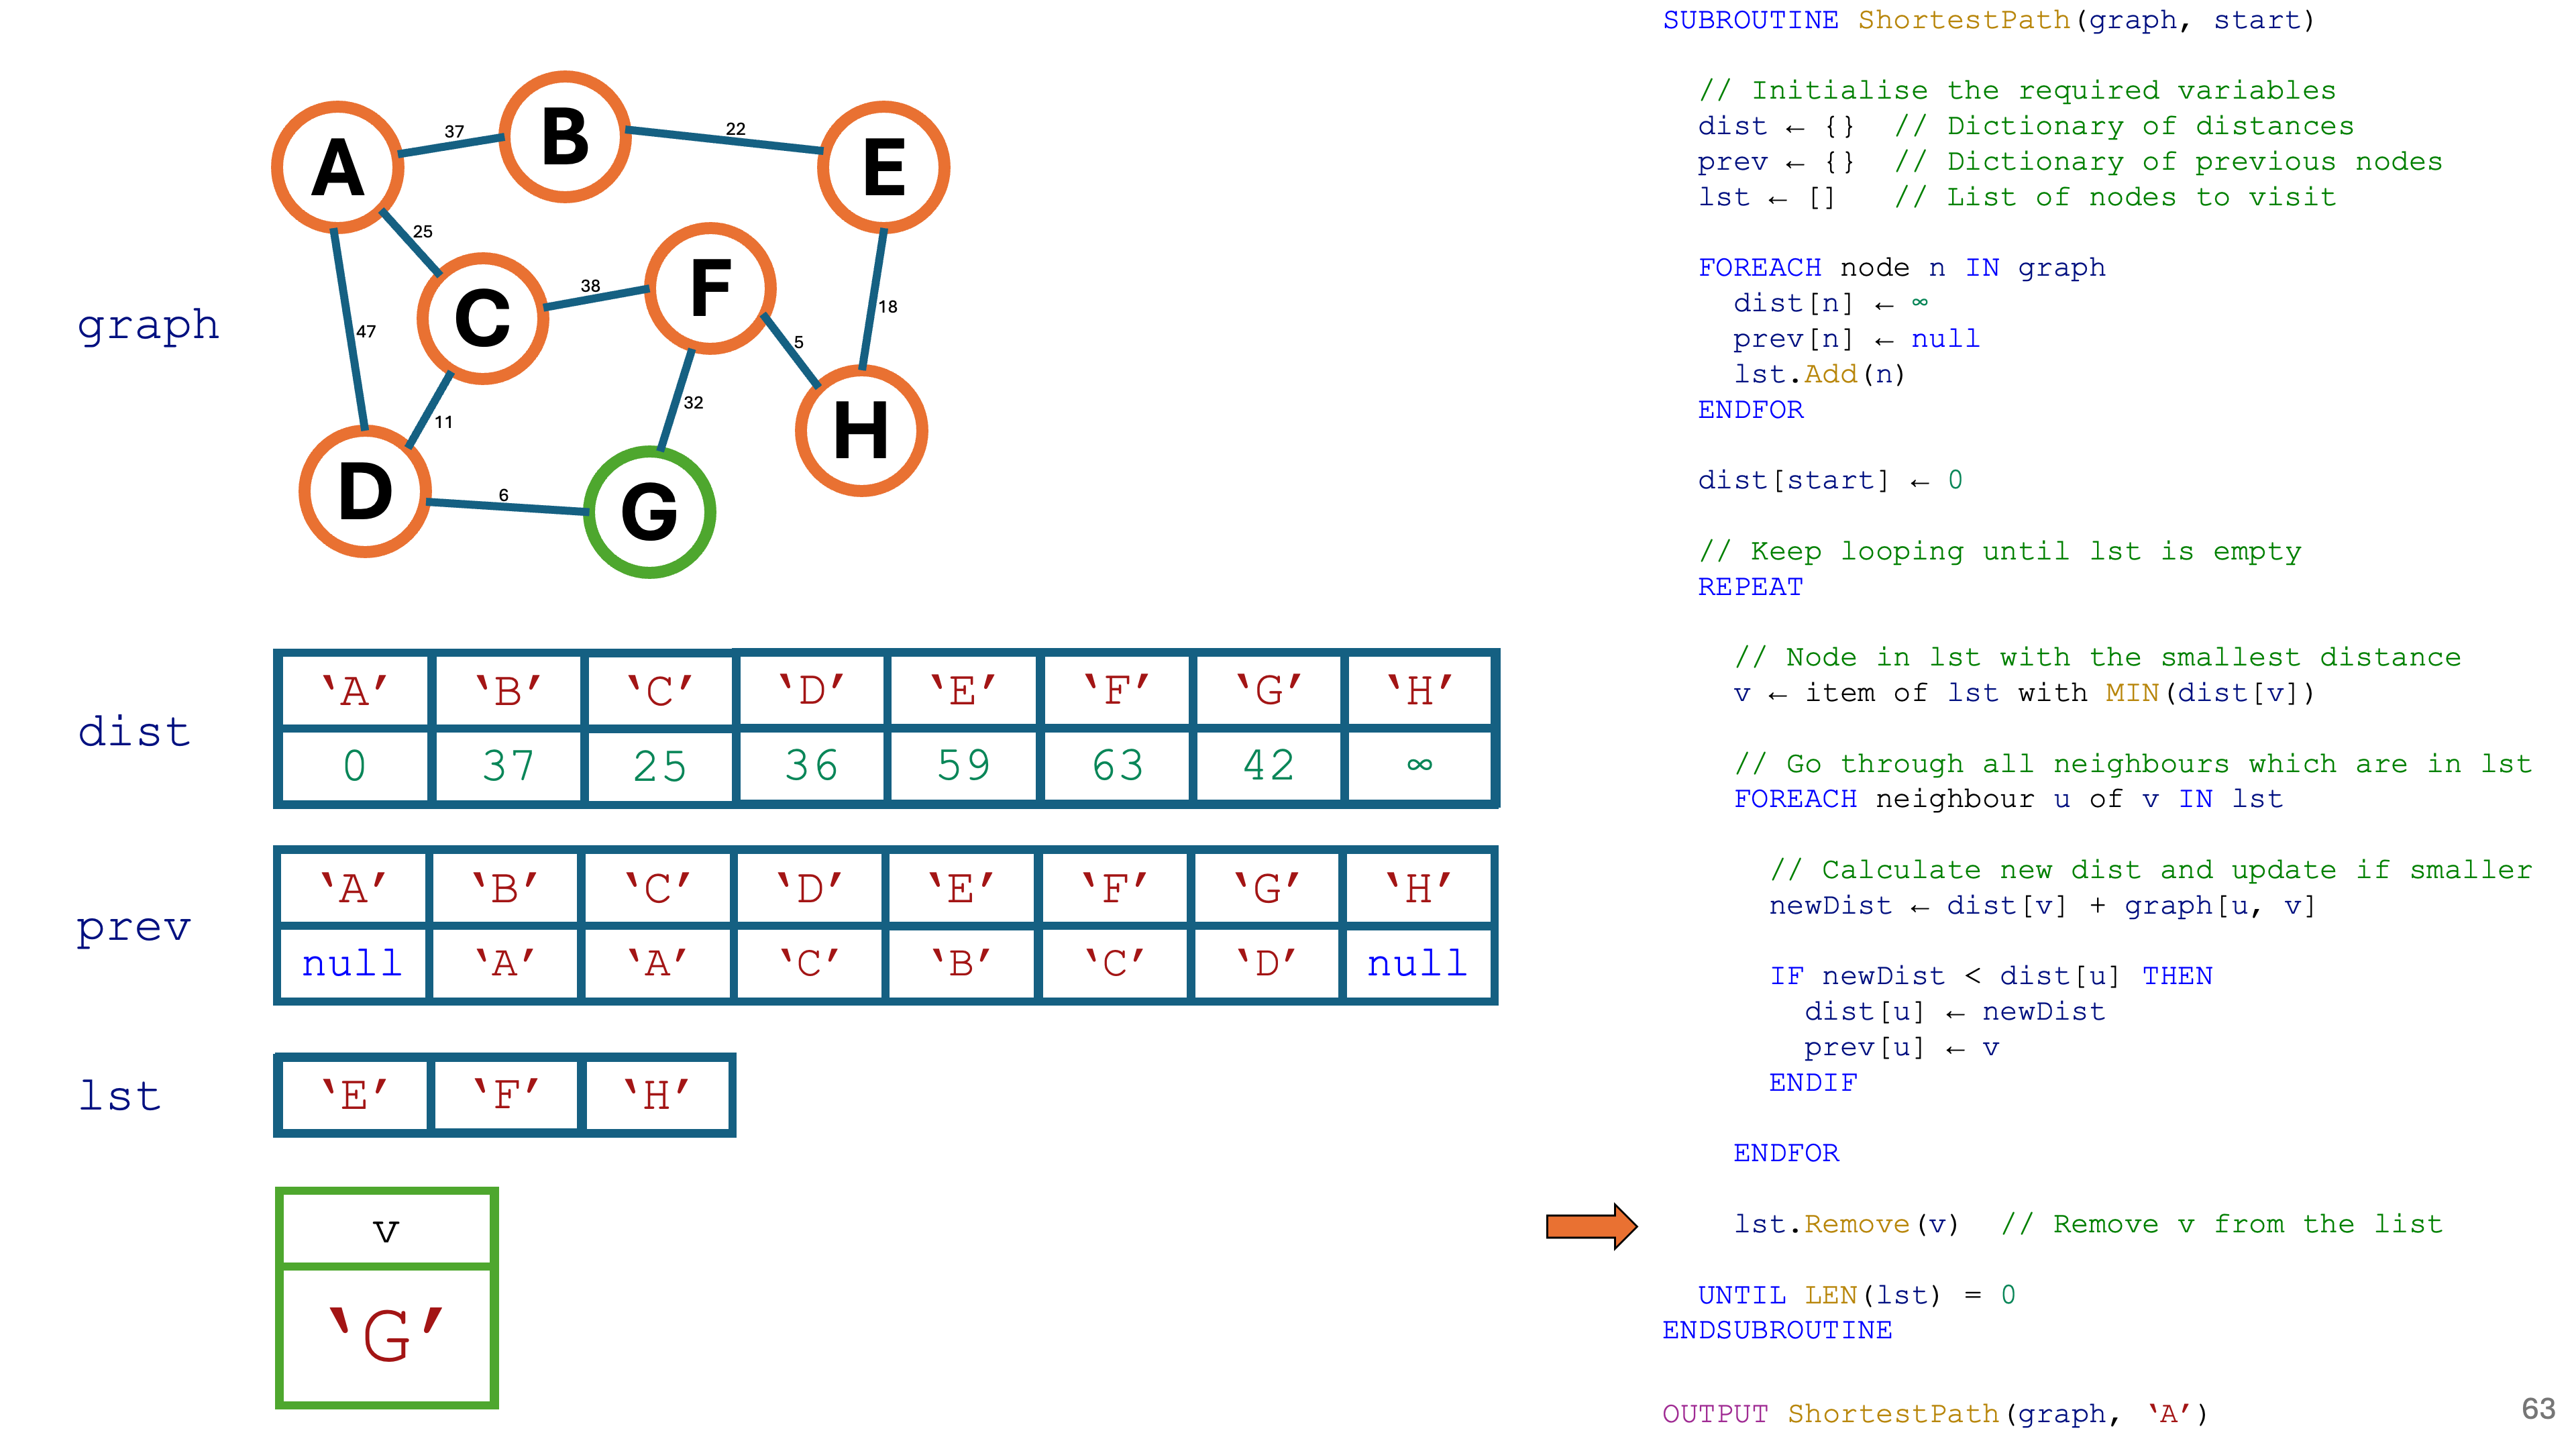 graph
A
B
E
C
F
D
G
H
37
22
25
38
18
47
5
11
32
6
dist
‘A’ ‘B’ ‘C’ ‘D’ ‘E’ ‘F’ ‘G’ ‘H’
0 37 25 36 59 63 42 ∞
prev
‘A’ ‘B’ ‘C’ ‘D’ ‘E’ ‘F’ ‘G’ ‘H’
null ‘A’ ‘A’ ‘C’ ‘B’ ‘C’ ‘D’ null
lst
‘E’ ‘F’ ‘H’
v
‘G’
SUBROUTINE ShortestPath(graph, start)
// Initialise the required variables
dist ← {} // Dictionary of distances
prev ← {} // Dictionary of previous nodes
lst ← [] // List of nodes to visit
FOREACH node n IN graph
dist[n] ← ∞
prev[n] ← null
lst.Add(n)
ENDFOR
dist[start] ← 0
// Keep looping until lst is empty
REPEAT
// Node in lst with the smallest distance
v ← item of lst with MIN(dist[v])
// Go through all neighbours which are in lst
FOREACH neighbour u of v IN lst
// Calculate new dist and update if smaller
newDist ← dist[v] + graph[u, v]
IF newDist < dist[u] THEN
dist[u] ← newDist
prev[u] ← v
ENDIF
ENDFOR
lst.Remove(v) // Remove v from the list
UNTIL LEN(lst) = 0
ENDSUBROUTINE
OUTPUT ShortestPath(graph, ‘A’)
63